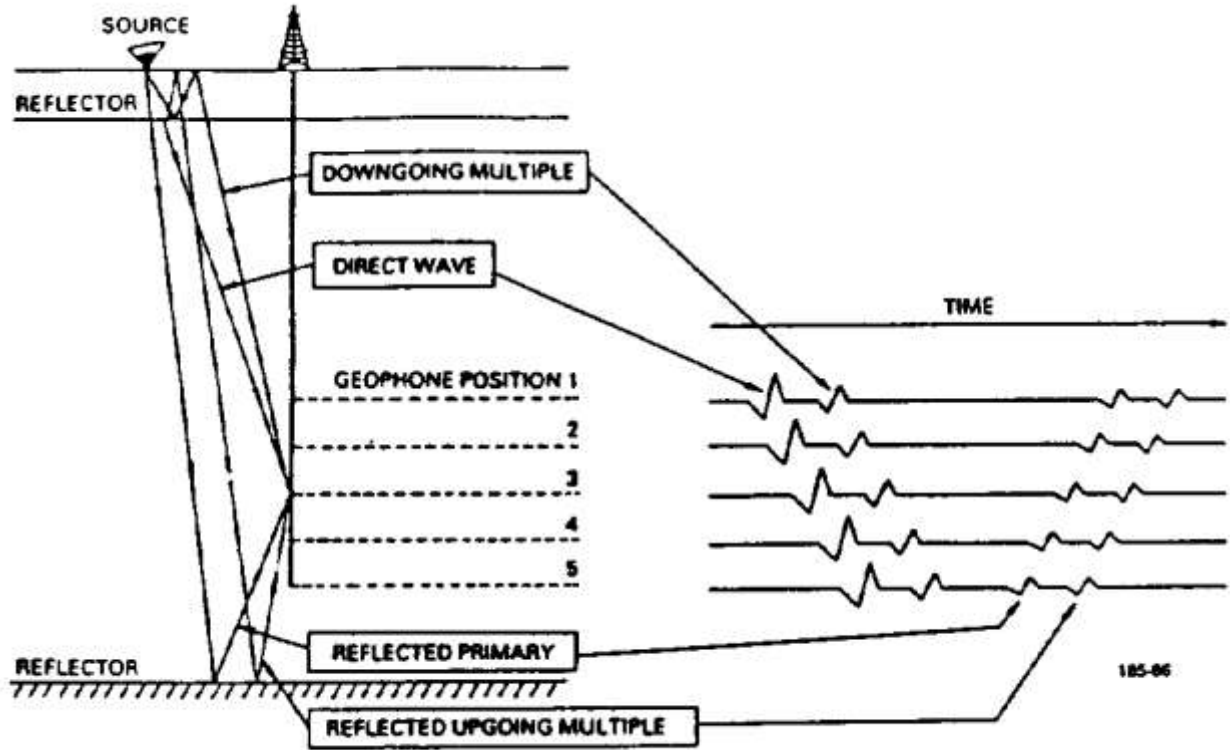 SOURCE
REFLECTOR
DOWNGOING MULTIPLE
DIRECT WAVE
TIME
GEOPHONE POSITION 1
2
3
4
5
REFLECTED PRIMARY
REFLECTOR
185-86
REFLECTED UPGOING MULTIPLE